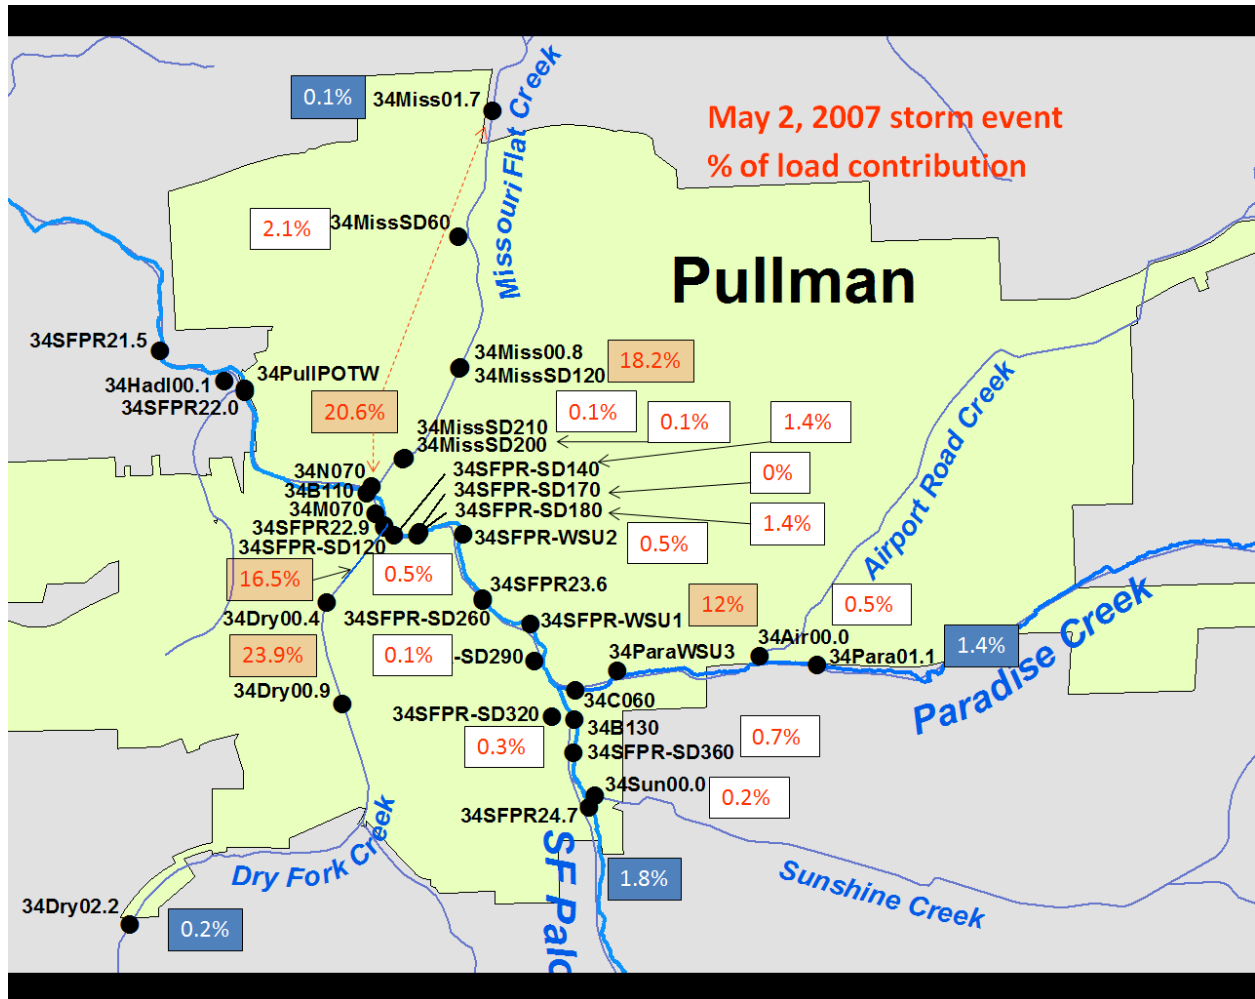 0.1%
34Miss01.7
Missouri Flat Creek
May 2, 2007 storm event
% of load contribution
2.1%
34MissSD60
Pullman
34SFPR21.5
34Hadl00.1
34PullPOTW
34SFPR22.0
34Miss00.8
34MissSD120
18.2%
20.6%
0.1%
0.1%
1.4%
34MissSD210
34MissSD200
34SFPR-SD140
34SFPR-SD170
34SFPR-SD180
0%
1.4%
34N070
34B110
34M070
34SFPR22.9
34SFPR-SD120
34SFPR-WSU2
0.5%
Airport Road Creek
16.5%
0.5%
34SFPR23.6
34Dry00.4
34SFPR-SD260
34SFPR-WSU1
12%
0.5%
23.9%
0.1%
-SD290
34ParaWSU3
34Air00.0
34Para01.1
1.4%
Paradise Creek
34Dry00.9
34C060
34SFPR-SD320
34B130
0.3%
34SFPR-SD360
0.7%
34Sun00.0
0.2%
34SFPR24.7
Dry Fork Creek
SF Palo
1.8%
Sunshine Creek
34Dry02.2
0.2%